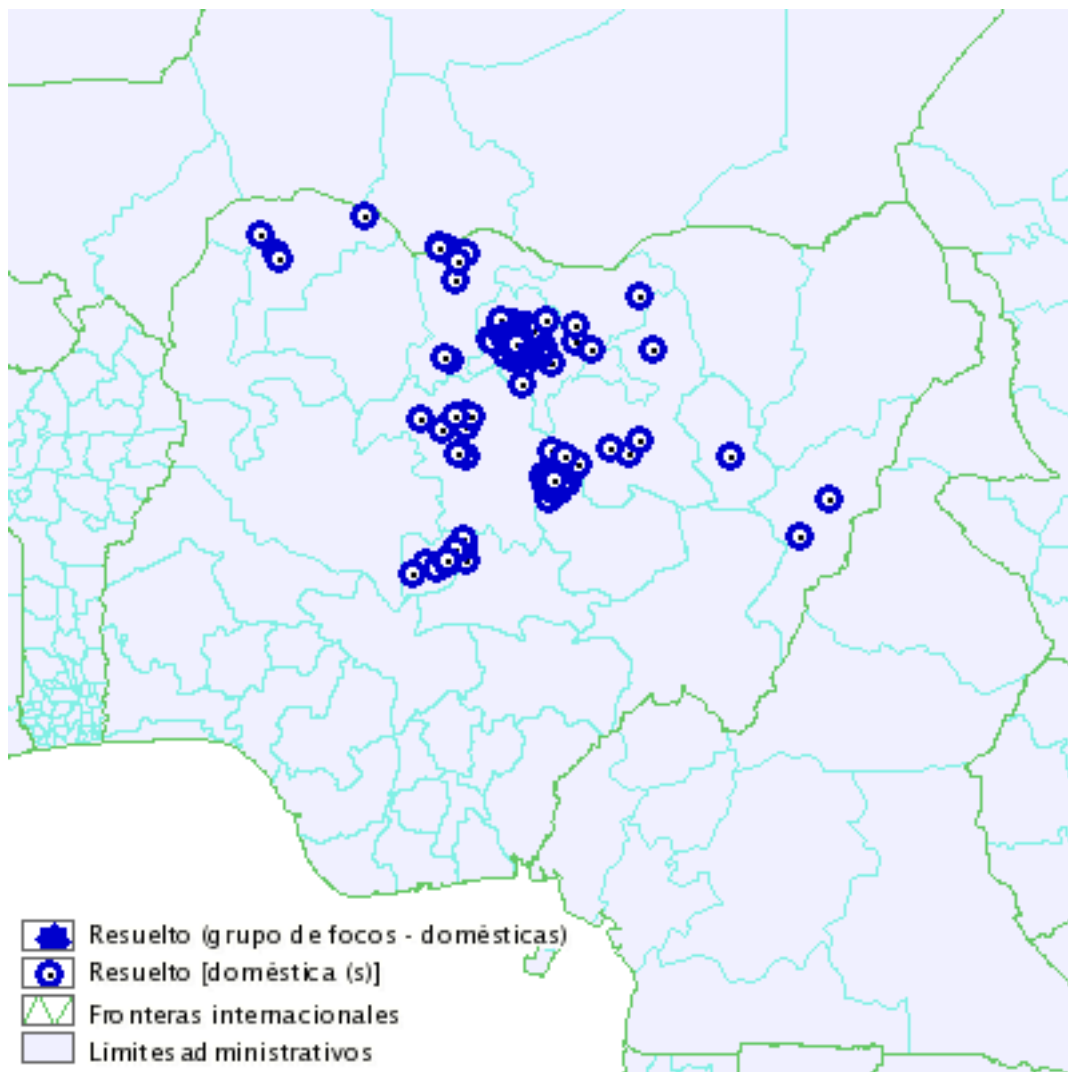 Resuelto (grupo de focos - domésticas)
Resuelto [doméstica (s)]
Fronteras internacionales
Límites administrativos